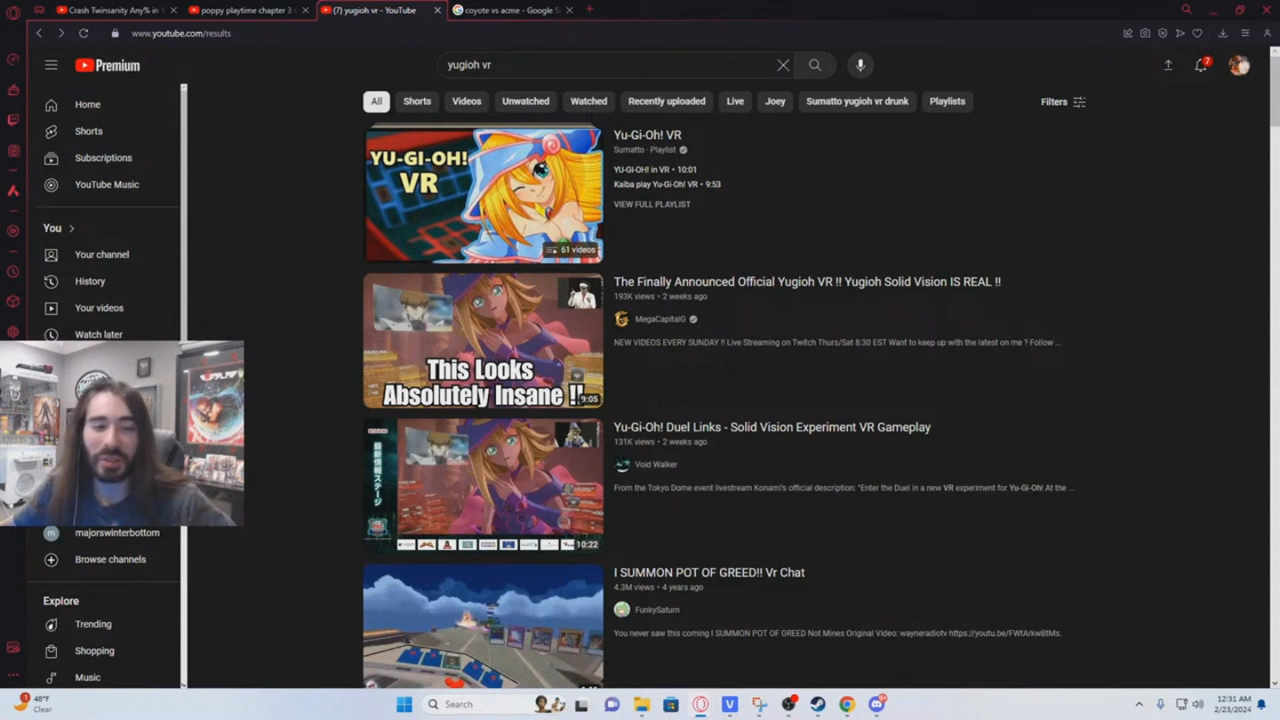 Crash Twinsanity Any% in
poppy playtime chapter 3
(7) yugioh vr - YouTube
coyote vs acme - Google S
www.youtube.com/results
Premium
yugioh vr
7
All
Shorts
Videos
Unwatched
Watched
Recently uploaded
Live
Joey
Sumatto yugioh vr drunk
Playlists
Filters
Home
Shorts
Subscriptions
YouTube Music
You
Your channel
History
Your videos
Watch later
majorswinterbottom
Browse channels
Explore
Trending
Shopping
Music
YU-GI-OH!
VR
61 videos
Yu-Gi-Oh! VR
Sumatto · Playlist
YU-GI-OH! in VR • 10:01
Kaiba play Yu-Gi-Oh! VR • 9:53
VIEW FULL PLAYLIST
This Looks
Absolutely Insane !!
9:05
The Finally Announced Official Yugioh VR !! Yugioh Solid Vision IS REAL !!
193K views • 2 weeks ago
MegaCapitalG
NEW VIDEOS EVERY SUNDAY !! Live Streaming on Twitch Thurs/Sat 8:30 EST Want to keep up with the latest on me ? Follow ...
KONAMI
最新情報ステージ
10:22
Yu-Gi-Oh! Duel Links - Solid Vision Experiment VR Gameplay
131K views • 2 weeks ago
Void Walker
From the Tokyo Dome event livestream Konami's official description: "Enter the Duel in a new VR experiment for Yu-Gi-Oh! At the ...
I SUMMON POT OF GREED!! Vr Chat
4.3M views • 4 years ago
FunkySaturn
You never saw this coming I SUMMON POT OF GREED Not Mines Original Video: wayneradiotv https://youtu.be/FWtArkwBtMs.
48°F
Clear
Search
12:31 AM
2/23/2024